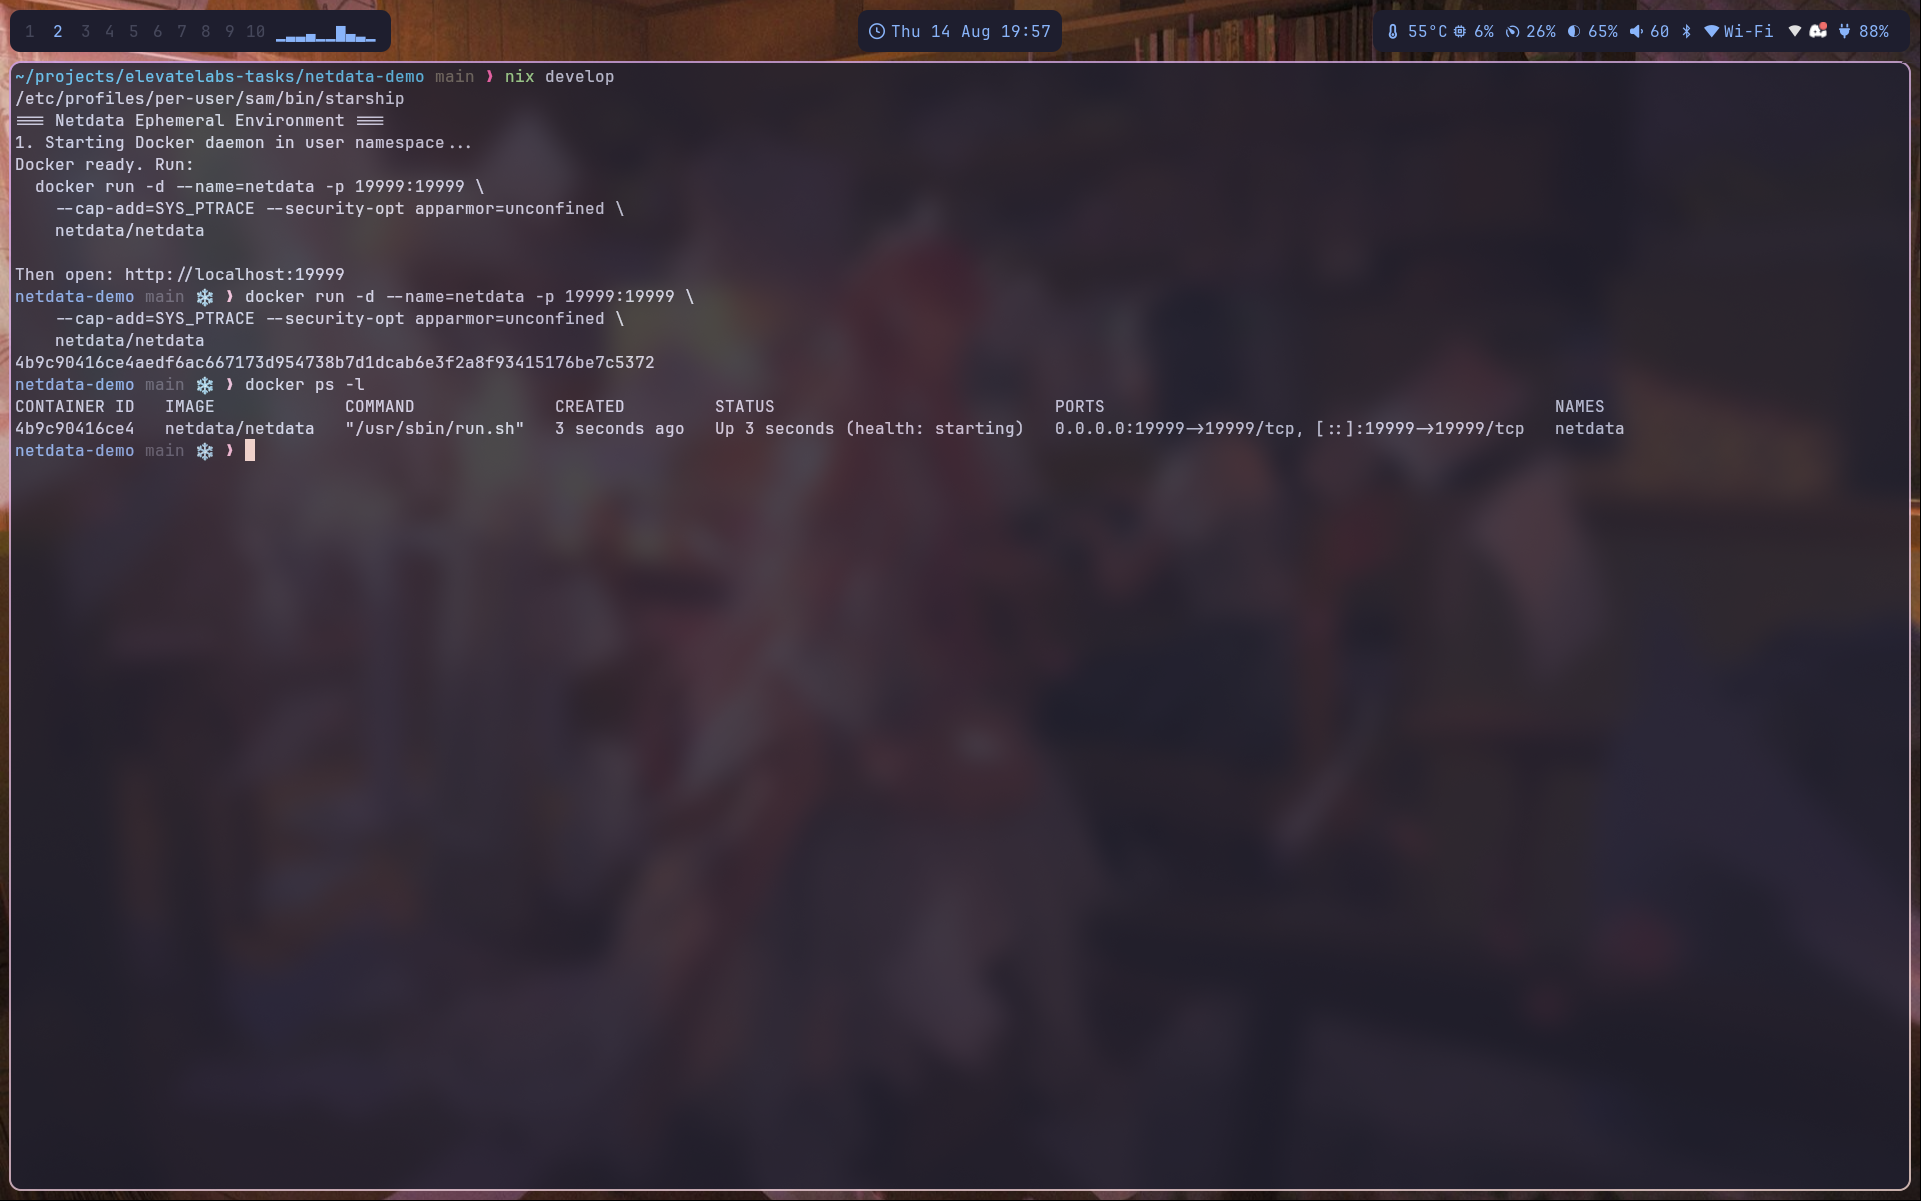 1 2 3 4 5 6 7 8 9 10
Thu 14 Aug 19:57
55°C 6% 26% 65% 60 Wi-Fi 88%
~/projects/elevatelabs-tasks/netdata-demo main ❯ nix develop
/etc/profiles/per-user/sam/bin/starship
=== Netdata Ephemeral Environment ===
1. Starting Docker daemon in user namespace...
Docker ready. Run:
  docker run -d --name=netdata -p 19999:19999 \
    --cap-add=SYS_PTRACE --security-opt apparmor=unconfined \
    netdata/netdata
Then open: http://localhost:19999
netdata-demo main ❄️ ❯ docker run -d --name=netdata -p 19999:19999 \
    --cap-add=SYS_PTRACE --security-opt apparmor=unconfined \
    netdata/netdata
4b9c90416ce4aedf6ac667173d954738b7d1dcab6e3f2a8f93415176be7c5372
netdata-demo main ❄️ ❯ docker ps -l
CONTAINER ID   IMAGE             COMMAND              CREATED         STATUS                            PORTS                                             NAMES
4b9c90416ce4   netdata/netdata   "/usr/sbin/run.sh"   3 seconds ago   Up 3 seconds (health: starting)   0.0.0.0:19999->19999/tcp, [::]:19999->19999/tcp   netdata
netdata-demo main ❄️ ❯